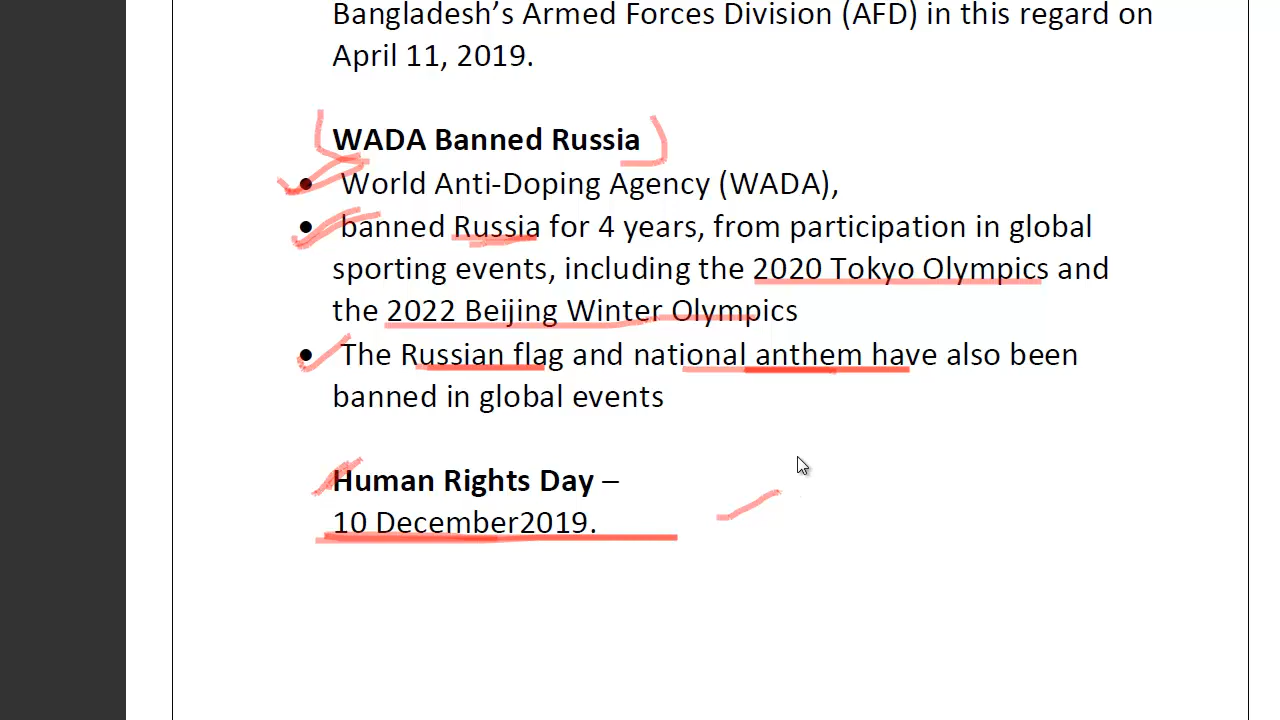 Bangladesh’s Armed Forces Division (AFD) in this regard on
April 11, 2019.
WADA Banned Russia
• World Anti-Doping Agency (WADA),
• banned Russia for 4 years, from participation in global
sporting events, including the 2020 Tokyo Olympics and
the 2022 Beijing Winter Olympics
• The Russian flag and national anthem have also been
banned in global events
Human Rights Day –
10 December2019.